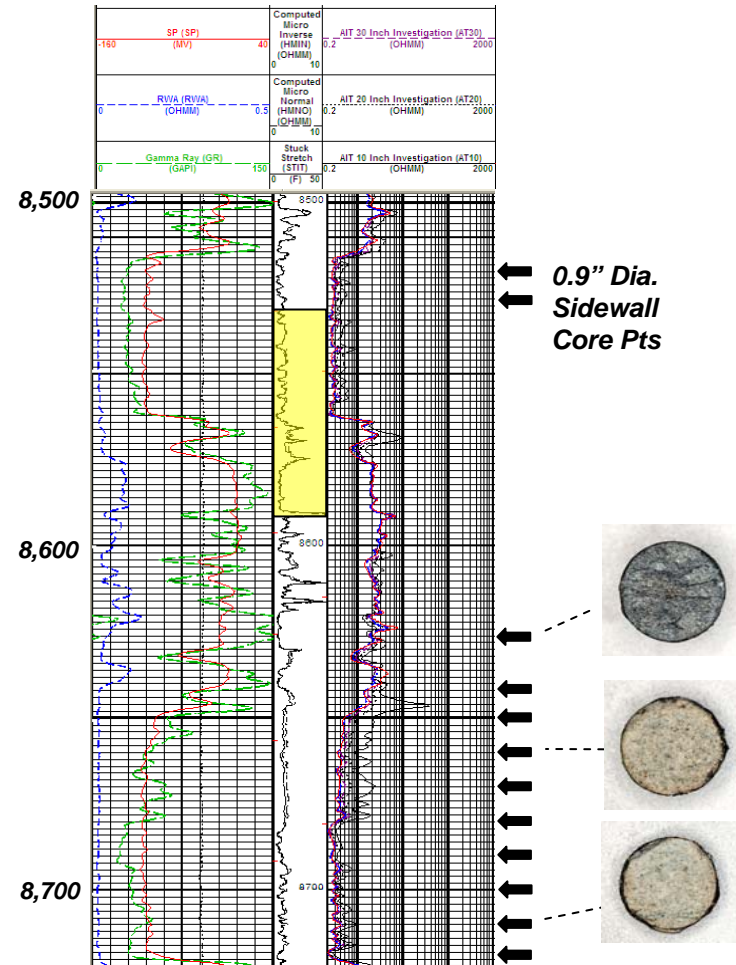 SP (SP)
-160 (MV) 40
RWA (RWA)
0 (OHMM) 0.5
Gamma Ray (GR)
0 (GAPI) 150
Computed
Micro
Inverse
(HMIN)
(OHMM)
0 10
Computed
Micro
Normal
(HMNO)
(OHMM)
0 10
Stuck
Stretch
(STIT)
0 (F) 50
AIT 30 Inch Investigation (AT30)
0.2 (OHMM) 2000
AIT 20 Inch Investigation (AT20)
0.2 (OHMM) 2000
AIT 10 Inch Investigation (AT10)
0.2 (OHMM) 2000
8,500
8500
0.9” Dia.
Sidewall
Core Pts
8,600
8600
8,700
8700